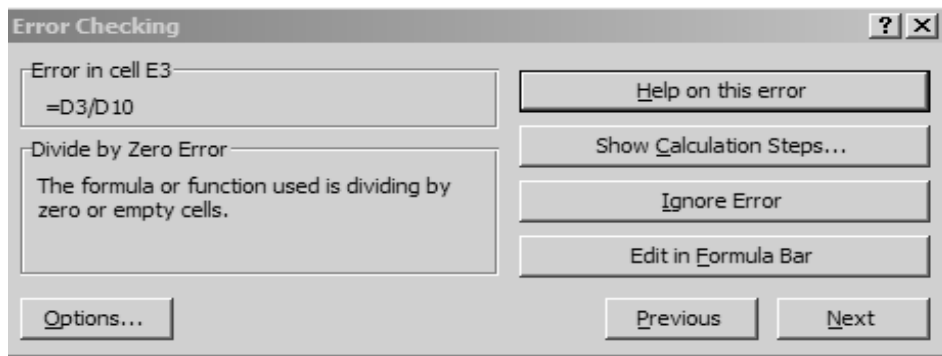 Error Checking
Error in cell E3
=D3/D10
Divide by Zero Error
The formula or function used is dividing by
zero or empty cells.
Help on this error
Show Calculation Steps...
Ignore Error
Edit in Formula Bar
Options...
Previous
Next